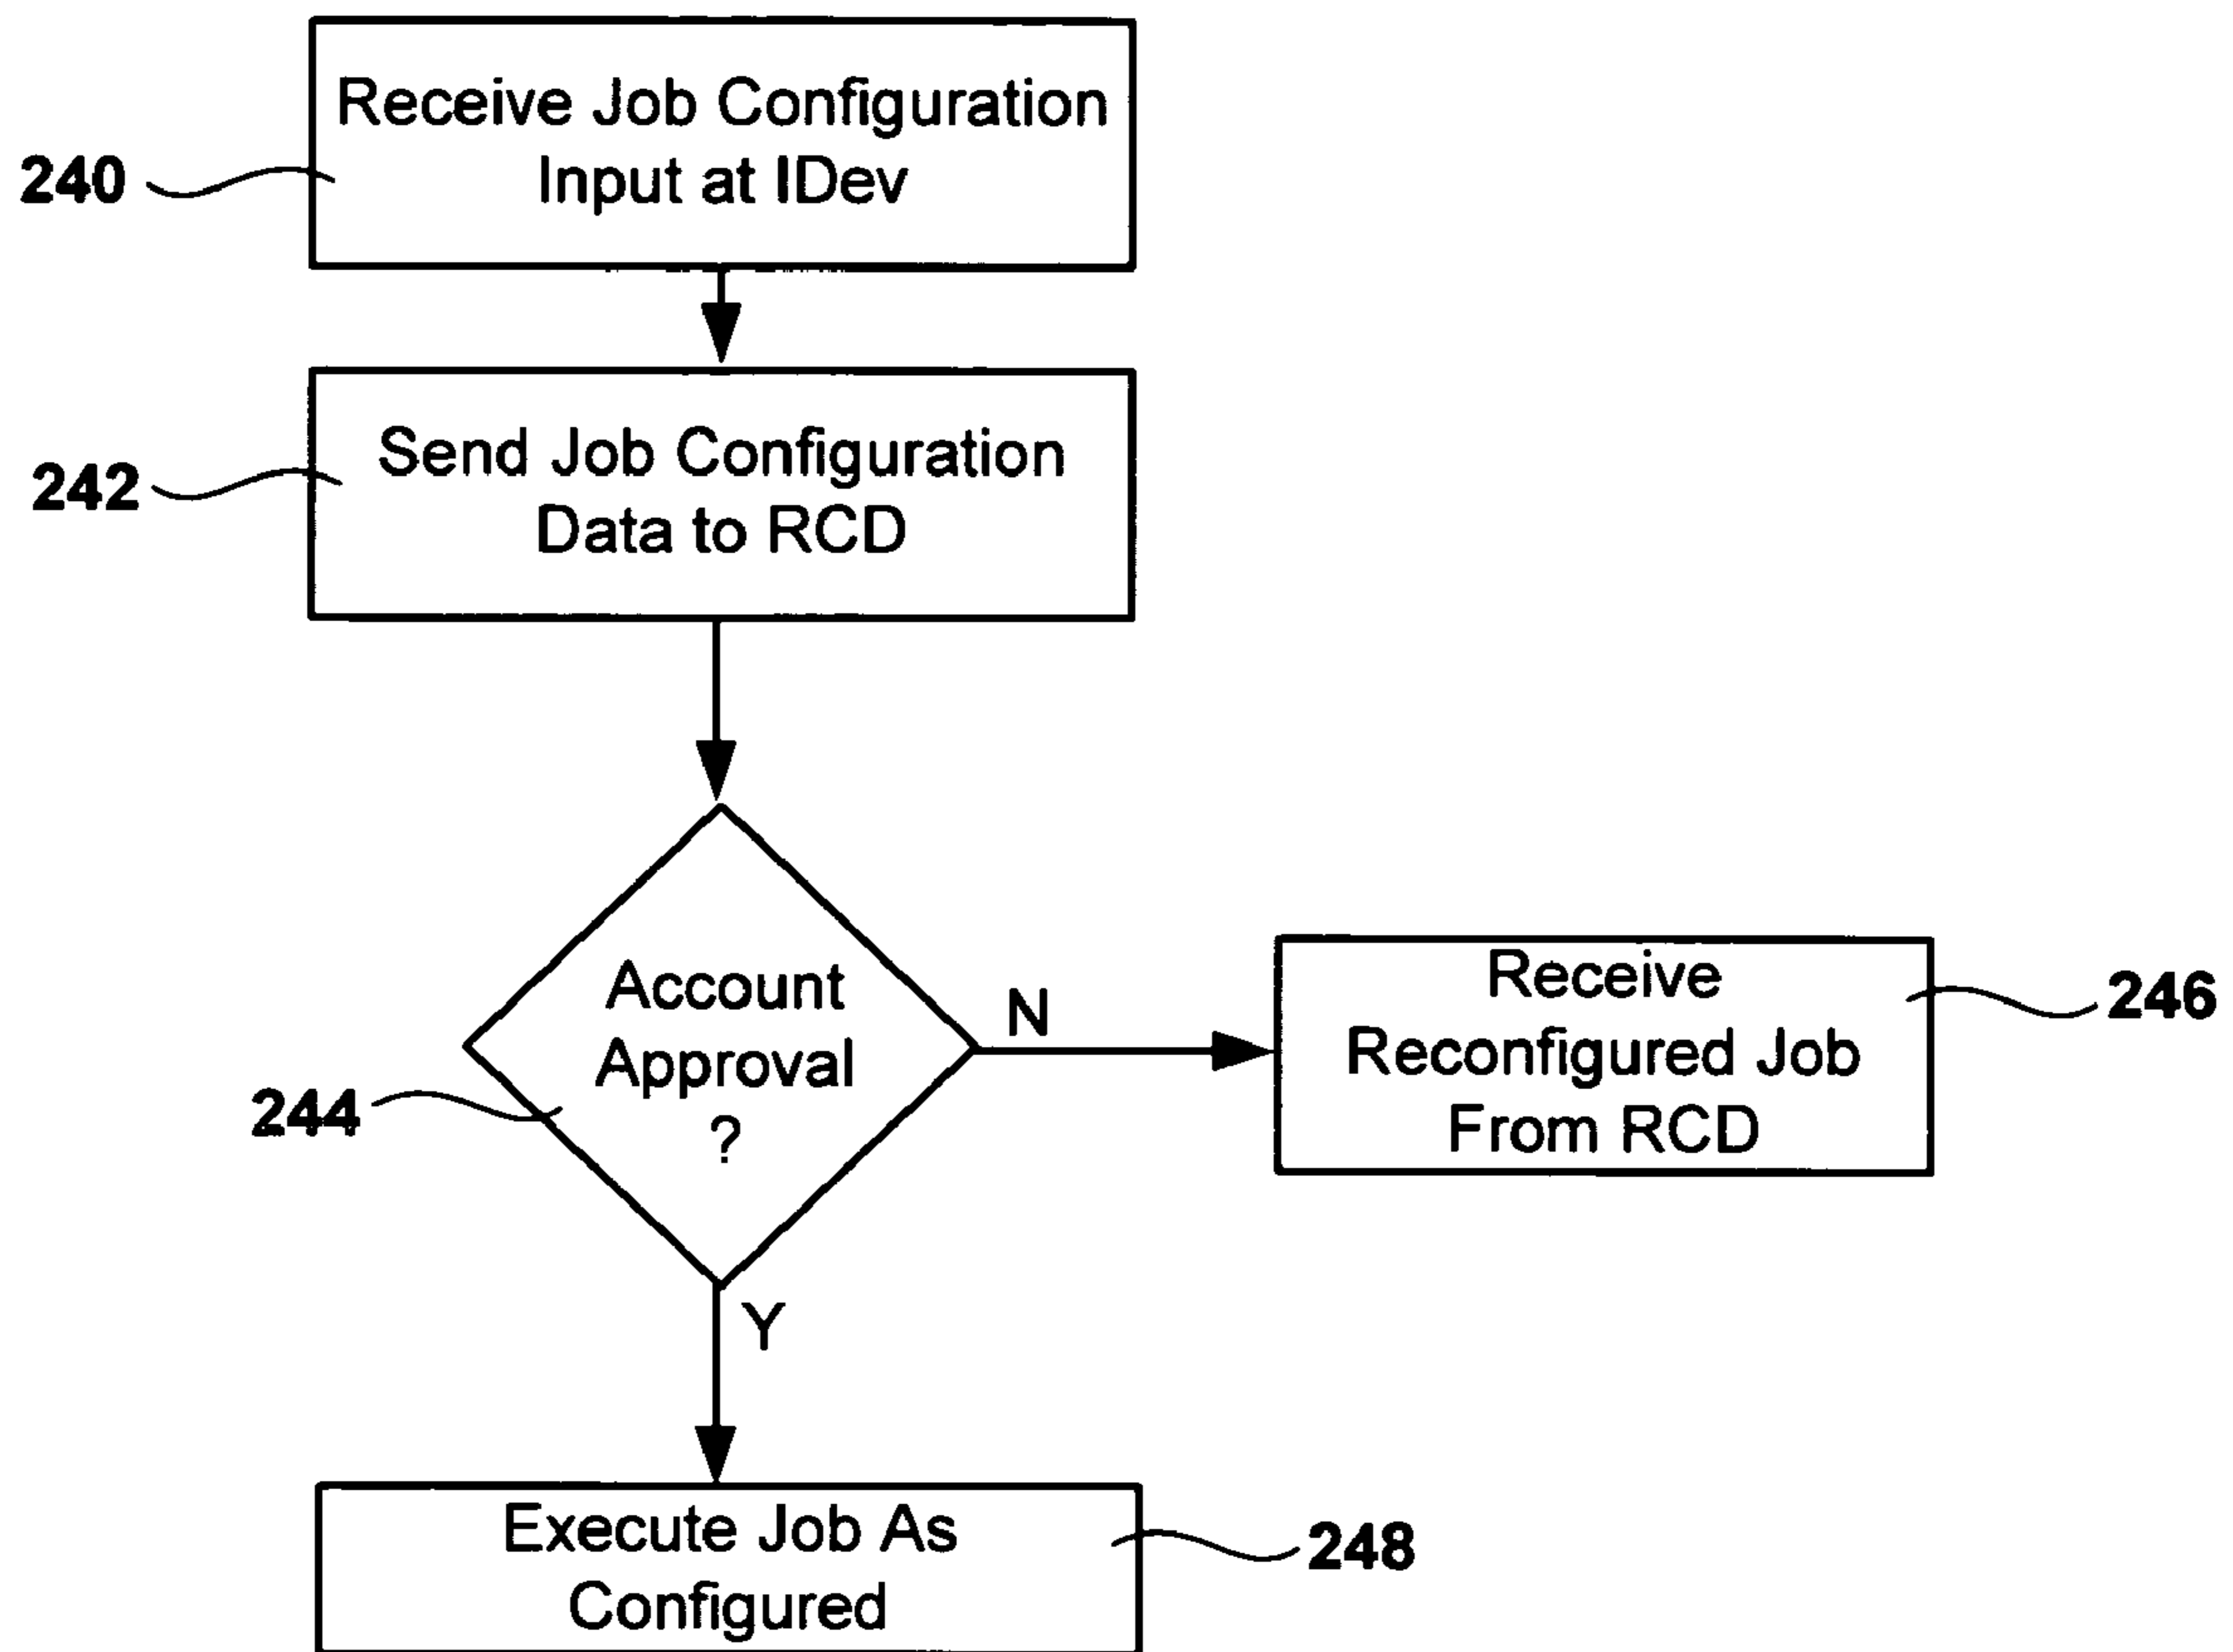 Receive Job Configuration
Input at IDev
240
Send Job Configuration
Data to RCD
242
Account
Approval
?
244
N
Receive
Reconfigured Job
From RCD
246
Y
Execute Job As
Configured
248